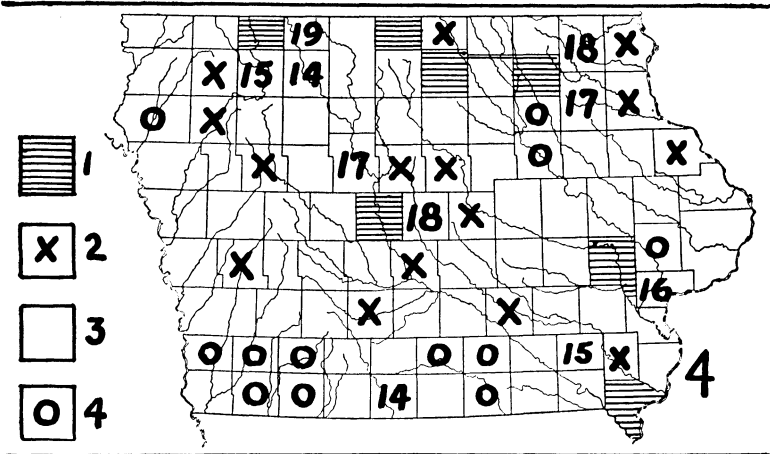 19 X 18 X
X 15 14
O X O 17 X
1
X 17 X X O X
18 X
X 2
X X O
16
X X
3
O O O O O 15 X
4
O O 14 O
O 4